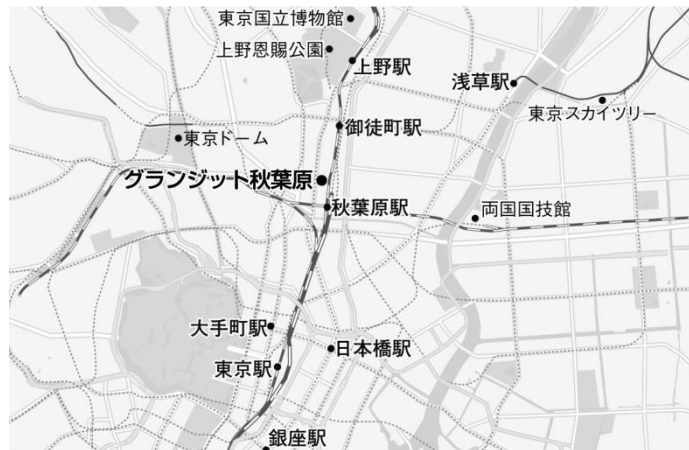 東京国立博物館
上野恩賜公園
上野駅
浅草駅
東京スカイツリー
御徒町駅
東京ドーム
グランジット秋葉原
秋葉原駅
両国国技館
大手町駅
日本橋駅
東京駅
銀座駅